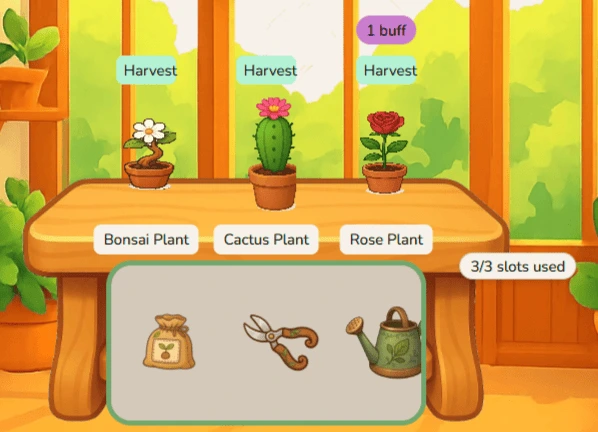 1 buff
Harvest
Harvest
Harvest
Bonsai Plant
Cactus Plant
Rose Plant
3/3 slots used